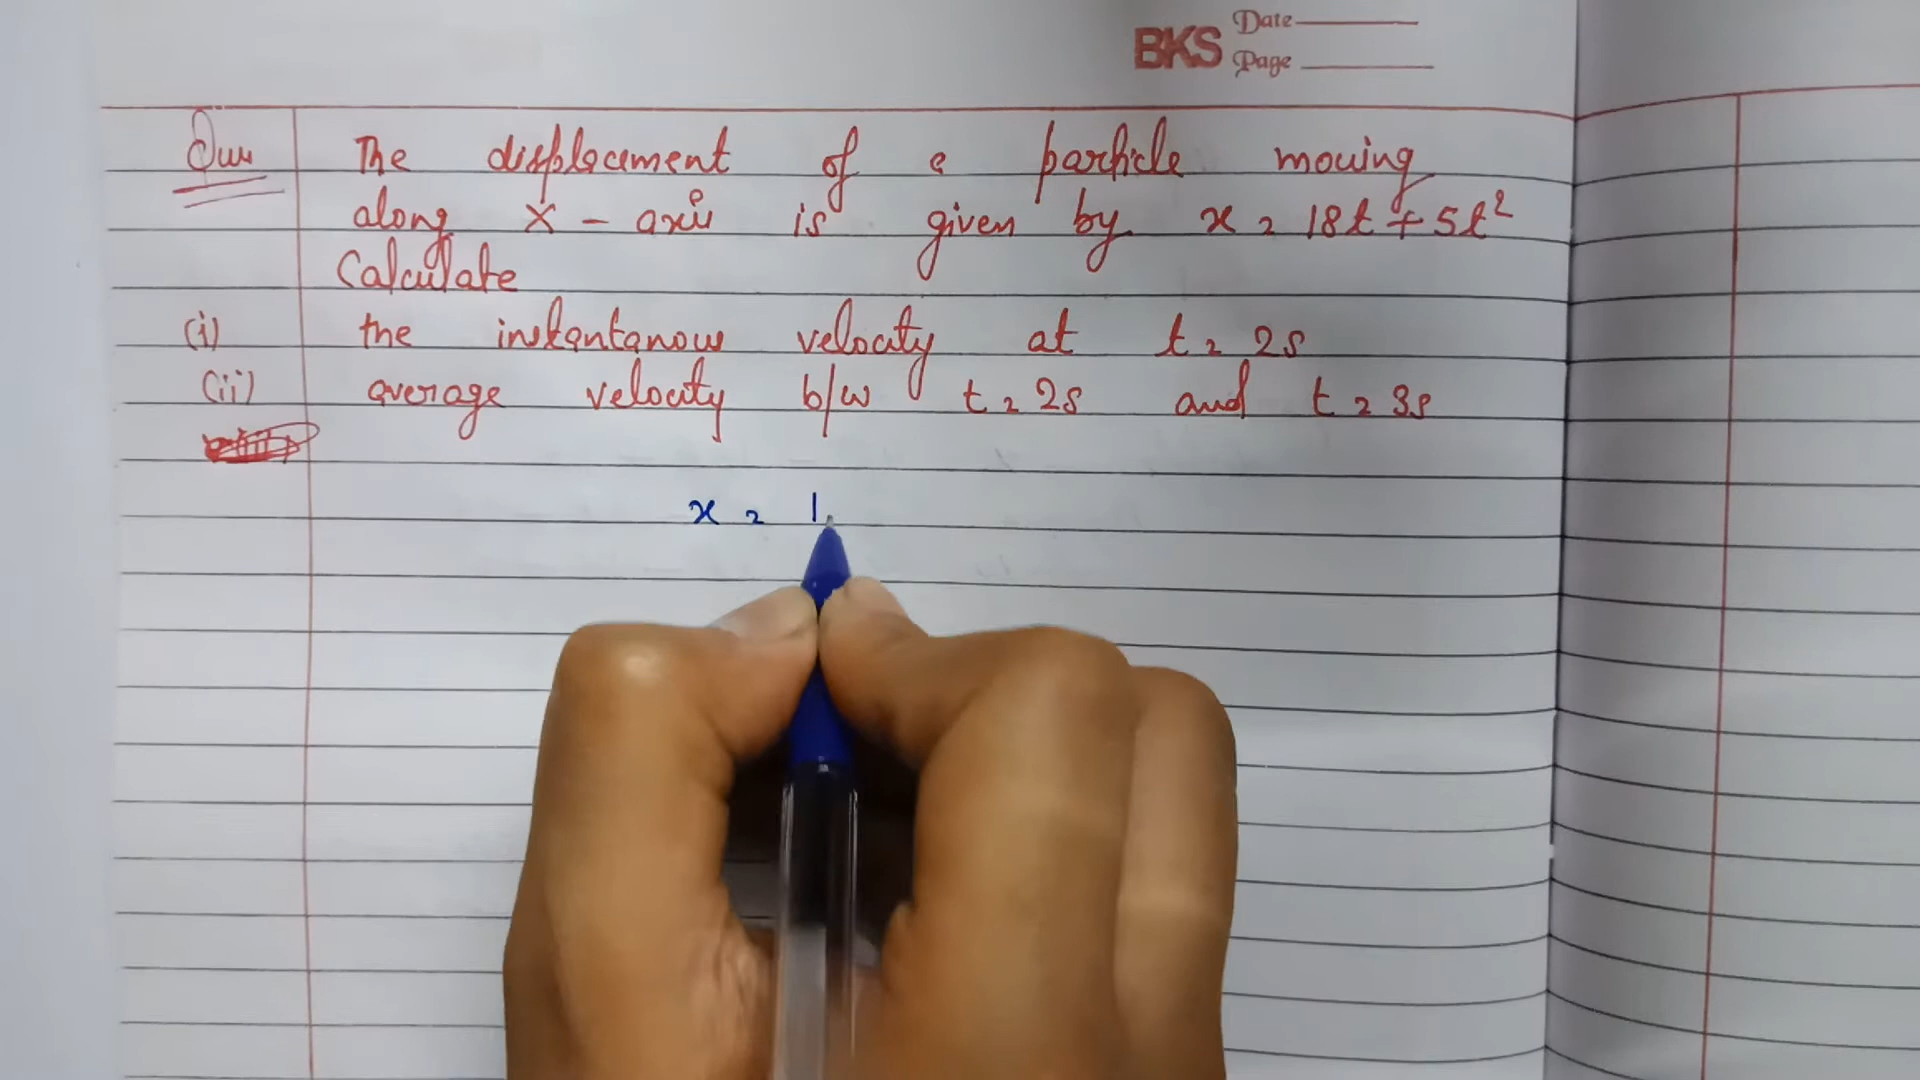 BKS Date
Page
Que The displacement of a particle moving
along X - axis is given by x = 18t + 5t²
Calculate
(i) the instantanous velocity at t = 2s
(ii) average velocity b/w t = 2s and t = 3s
x = 1